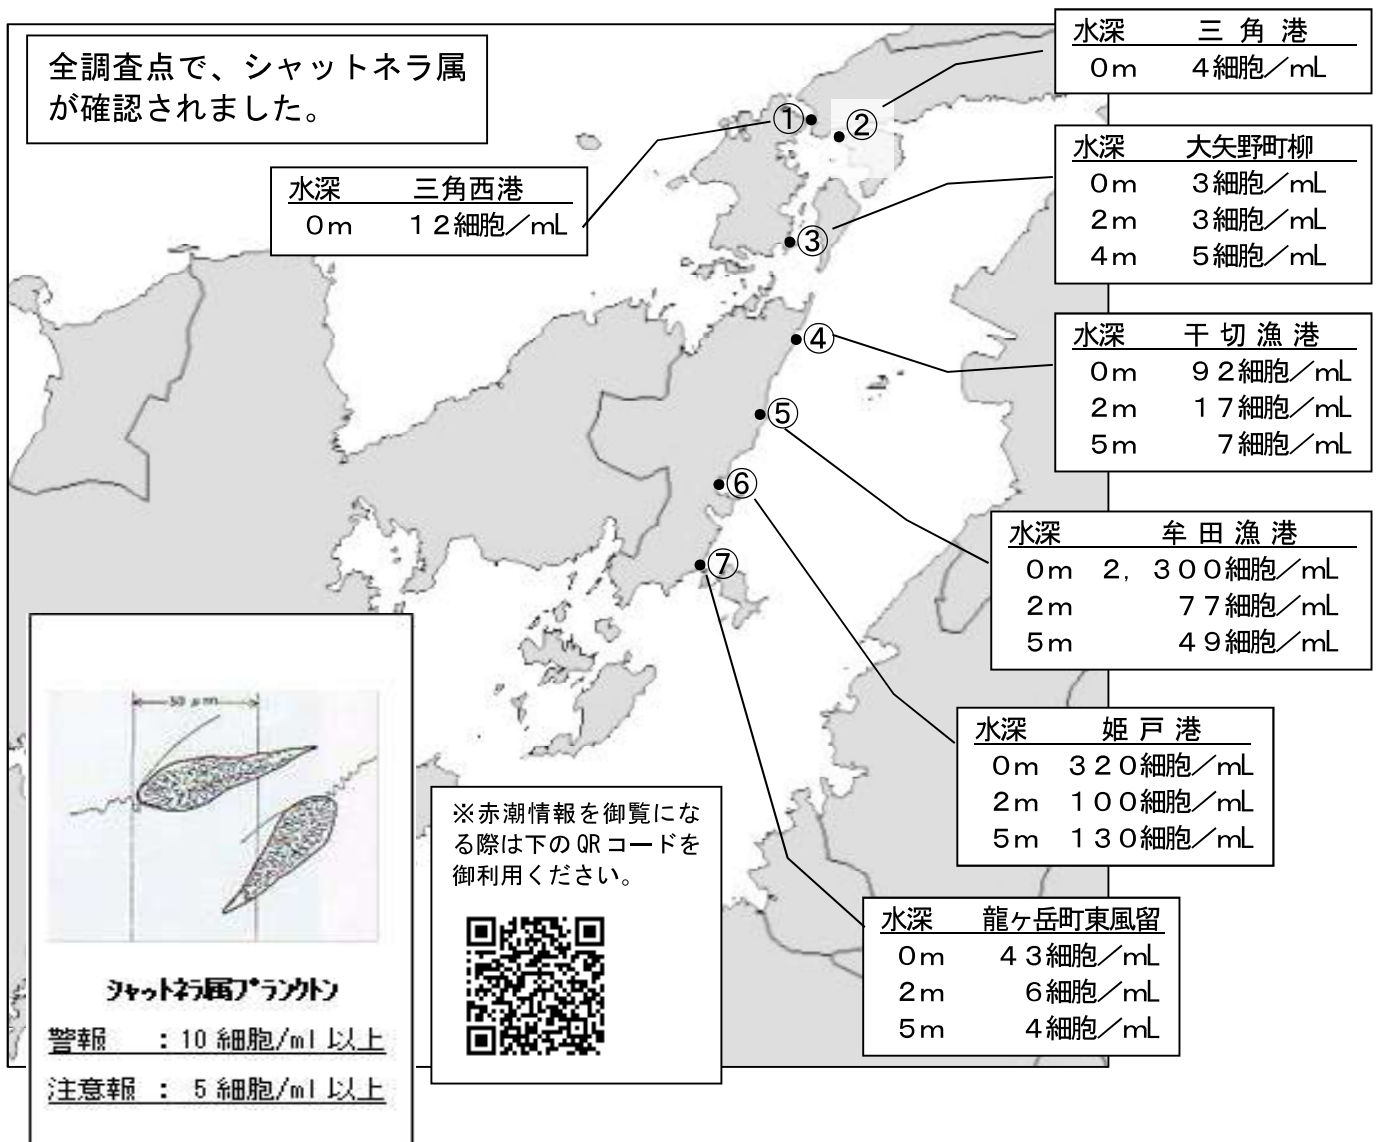 全調査点で、シャットネラ属
が確認されました。
水深 三角港
0m 4細胞/mL
①
②
水深 三角西港
0m 12細胞/mL
水深 大矢野町柳
0m 3細胞/mL
2m 3細胞/mL
4m 5細胞/mL
③
④
水深 干切漁港
0m 92細胞/mL
2m 17細胞/mL
5m 7細胞/mL
⑤
⑥
⑦
水深 牟田漁港
0m 2,300細胞/mL
2m 77細胞/mL
5m 49細胞/mL
水深 姫戸港
0m 320細胞/mL
2m 100細胞/mL
5m 130細胞/mL
水深 龍ヶ岳町東風留
0m 43細胞/mL
2m 6細胞/mL
5m 4細胞/mL
50 μm
シャットネラ属プランクトン
警報 :10 細胞/ml 以上
注意報 : 5 細胞/ml 以上
※赤潮情報を御覧にな
る際は下のQRコードを
御利用ください。